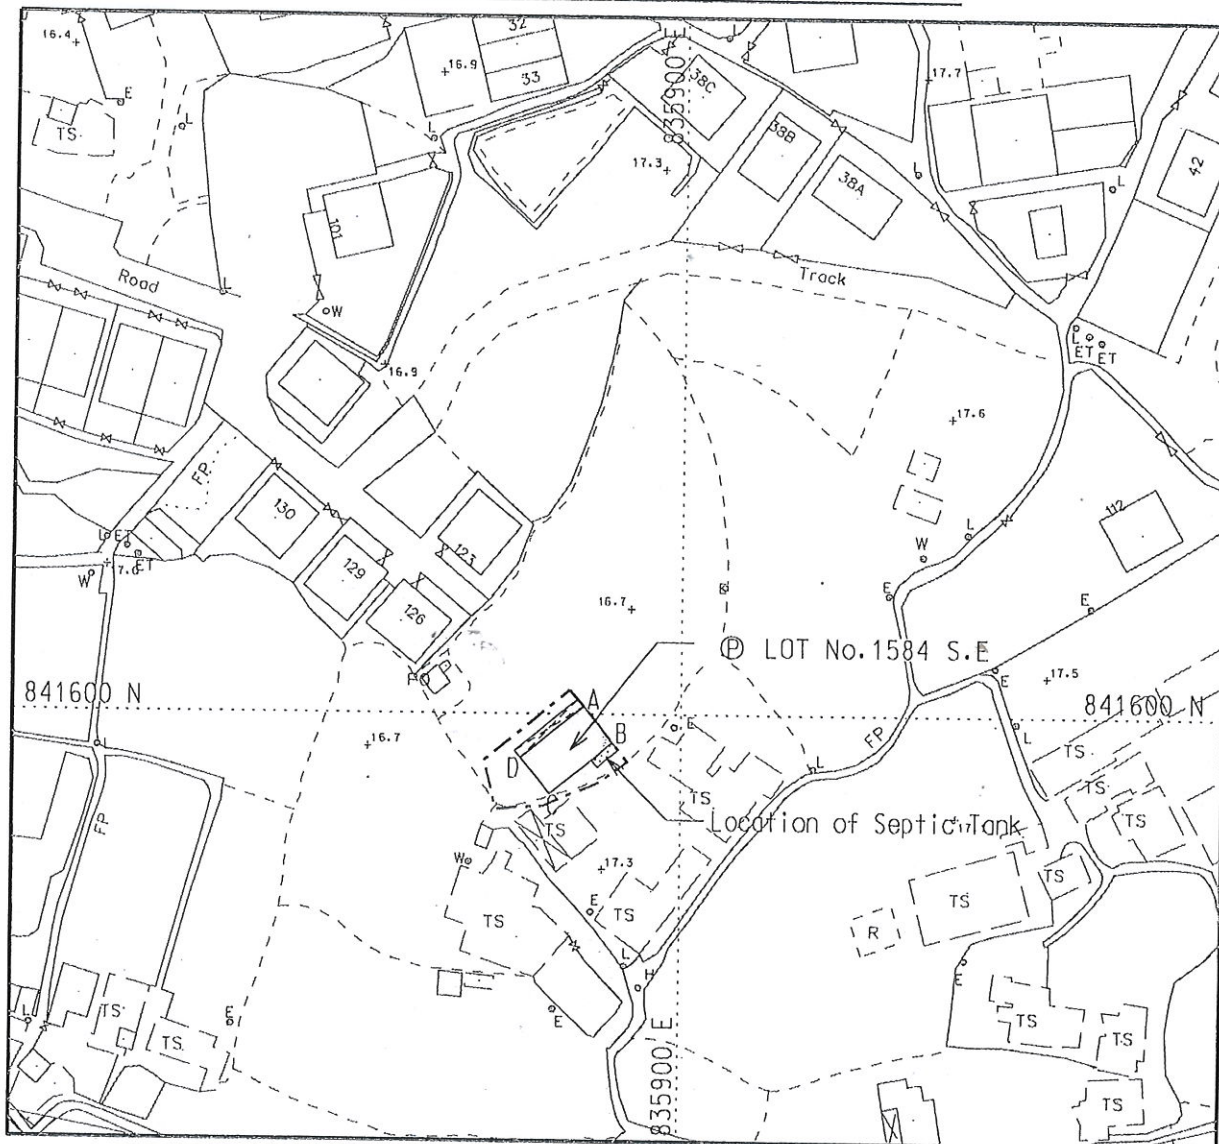 16.4
32
L
16.9
33
38C
835900
17.7
E
L
TS
L
17.3
38B
38A
L
42
L
101
Road
L
Track
W
16.9
L
ET
ET
17.6
FP
130
112
123
L
W
L
ET
ET
17.0
W
129
E
E
E
126
16.7
Ⓟ LOT No.1584 S.E
E
17.5
841600 N
A
841600 N
B
E
L
16.7
D
FP
TS
L
TS
C
TS
TS
TS
FP
Location of Septic Tank
W
17.3
TS
TS
TS
E
TS
R
L
H
E
L
TS
E
E
TS
TS
TS
835900 E
TS